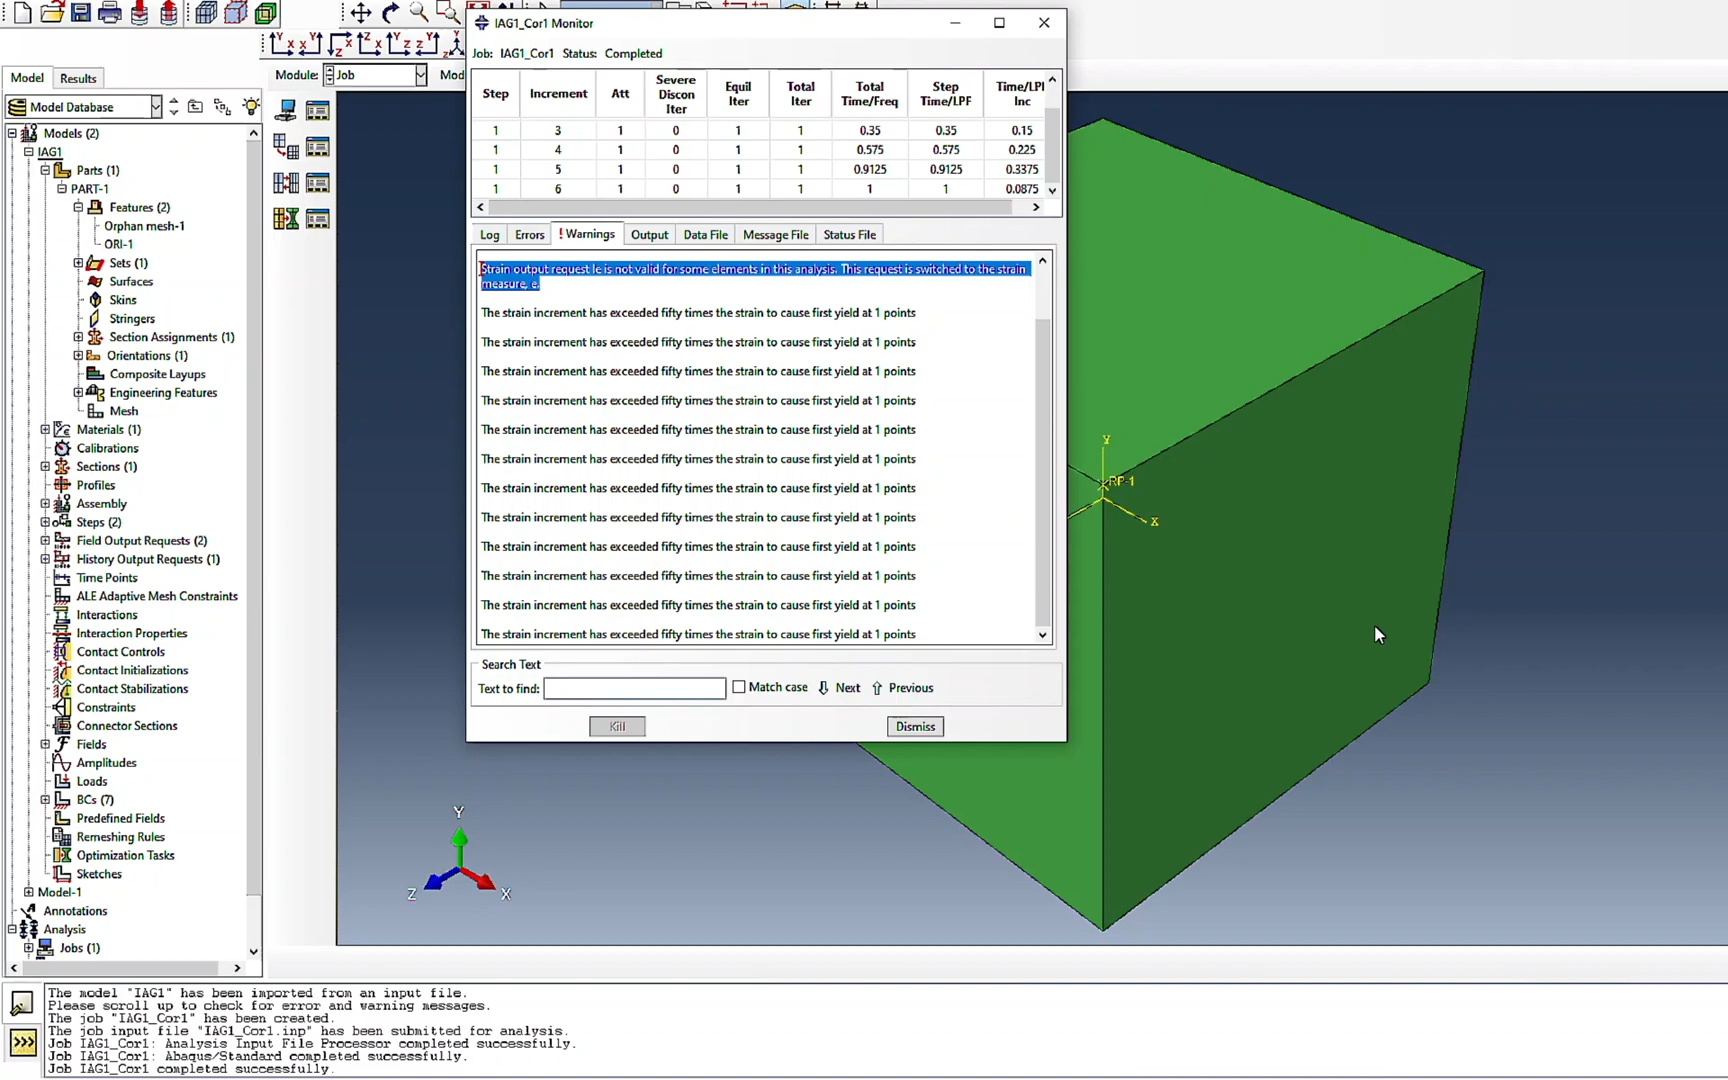 IAG1_Cor1 Monitor
Job: IAG1_Cor1 Status: Completed
Module: Job
Mod
Model Results
Model Database
Step Increment Att Severe Discon Iter Equil Iter Total Iter Total Time/Freq Step Time/LPF Time/LPF Inc
1 3 1 0 1 1 0.35 0.35 0.15
1 4 1 0 1 1 0.575 0.575 0.225
1 5 1 0 1 1 0.9125 0.9125 0.3375
1 6 1 0 1 1 1 1 0.0875
Log Errors ! Warnings Output Data File Message File Status File
Strain output request le is not valid for some elements in this analysis. This request is switched to the strain
measure, e.
The strain increment has exceeded fifty times the strain to cause first yield at 1 points
The strain increment has exceeded fifty times the strain to cause first yield at 1 points
The strain increment has exceeded fifty times the strain to cause first yield at 1 points
The strain increment has exceeded fifty times the strain to cause first yield at 1 points
The strain increment has exceeded fifty times the strain to cause first yield at 1 points
The strain increment has exceeded fifty times the strain to cause first yield at 1 points
The strain increment has exceeded fifty times the strain to cause first yield at 1 points
The strain increment has exceeded fifty times the strain to cause first yield at 1 points
The strain increment has exceeded fifty times the strain to cause first yield at 1 points
The strain increment has exceeded fifty times the strain to cause first yield at 1 points
The strain increment has exceeded fifty times the strain to cause first yield at 1 points
The strain increment has exceeded fifty times the strain to cause first yield at 1 points
Search Text
Text to find: Match case Next Previous
Kill Dismiss
Models (2)
IAG1
Parts (1)
PART-1
Features (2)
Orphan mesh-1
ORI-1
Sets (1)
Surfaces
Skins
Stringers
Section Assignments (1)
Orientations (1)
Composite Layups
Engineering Features
Mesh
Materials (1)
Calibrations
Sections (1)
Profiles
Assembly
Steps (2)
Field Output Requests (2)
History Output Requests (1)
Time Points
ALE Adaptive Mesh Constraints
Interactions
Interaction Properties
Contact Controls
Contact Initializations
Contact Stabilizations
Constraints
Connector Sections
Fields
Amplitudes
Loads
BCs (7)
Predefined Fields
Remeshing Rules
Optimization Tasks
Sketches
Model-1
Annotations
Analysis
Jobs (1)
Y
RP-1
X
Y
Z
X
The model "IAG1" has been imported from an input file.
Please scroll up to check for error and warning messages.
The job "IAG1_Cor1" has been created.
The job input file "IAG1_Cor1.inp" has been submitted for analysis.
Job IAG1_Cor1: Analysis Input File Processor completed successfully.
Job IAG1_Cor1: Abaqus/Standard completed successfully.
Job IAG1_Cor1 completed successfully.